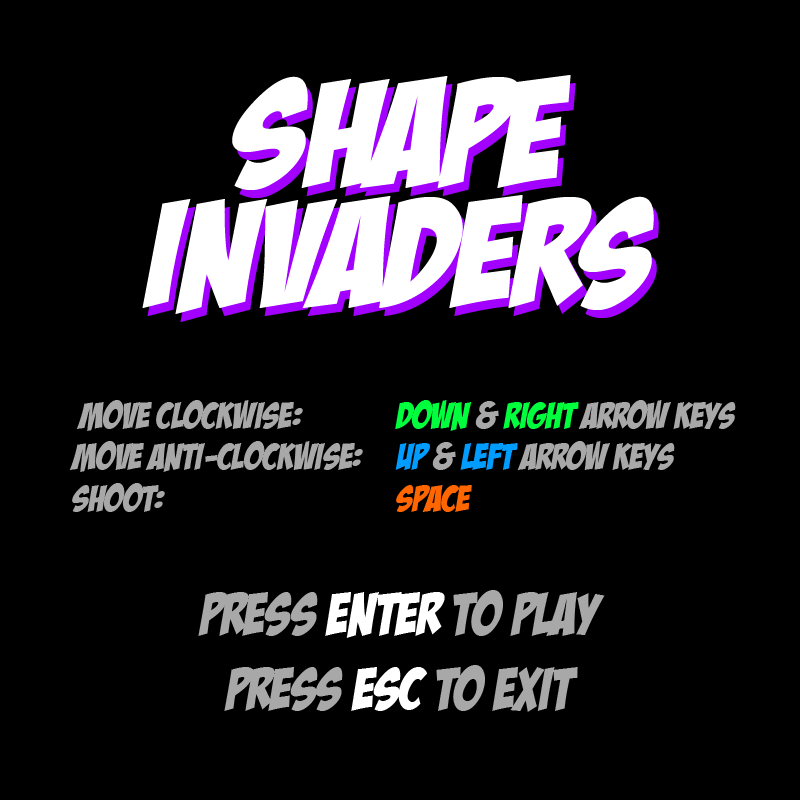 SHAPE
INVADERS
MOVE CLOCKWISE: DOWN & RIGHT ARROW KEYS
MOVE ANTI-CLOCKWISE: UP & LEFT ARROW KEYS
SHOOT: SPACE
PRESS ENTER TO PLAY
PRESS ESC TO EXIT